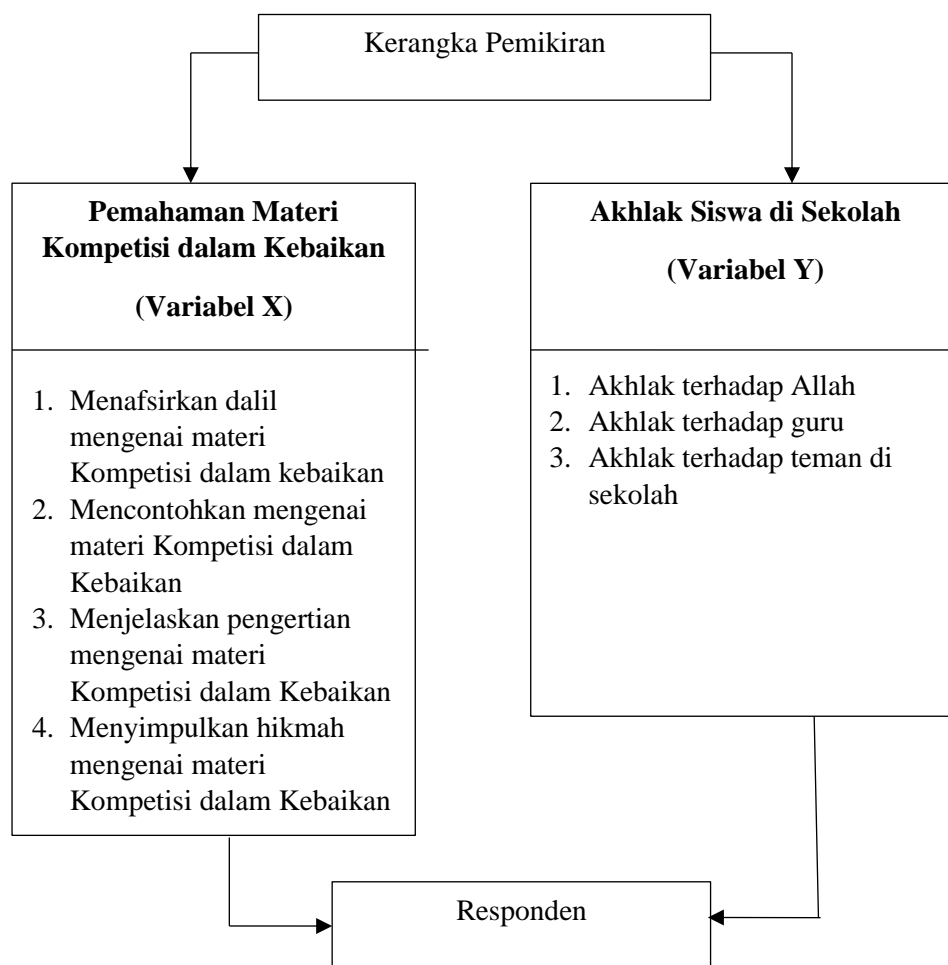 Kerangka Pemikiran
Pemahaman Materi
Kompetisi dalam Kebaikan
(Variabel X)
1. Menafsirkan dalil
mengenai materi
Kompetisi dalam kebaikan
2. Mencontohkan mengenai
materi Kompetisi dalam
Kebaikan
3. Menjelaskan pengertian
mengenai materi
Kompetisi dalam Kebaikan
4. Menyimpulkan hikmah
mengenai materi
Kompetisi dalam Kebaikan
Akhlak Siswa di Sekolah
(Variabel Y)
1. Akhlak terhadap Allah
2. Akhlak terhadap guru
3. Akhlak terhadap teman di
sekolah
Responden